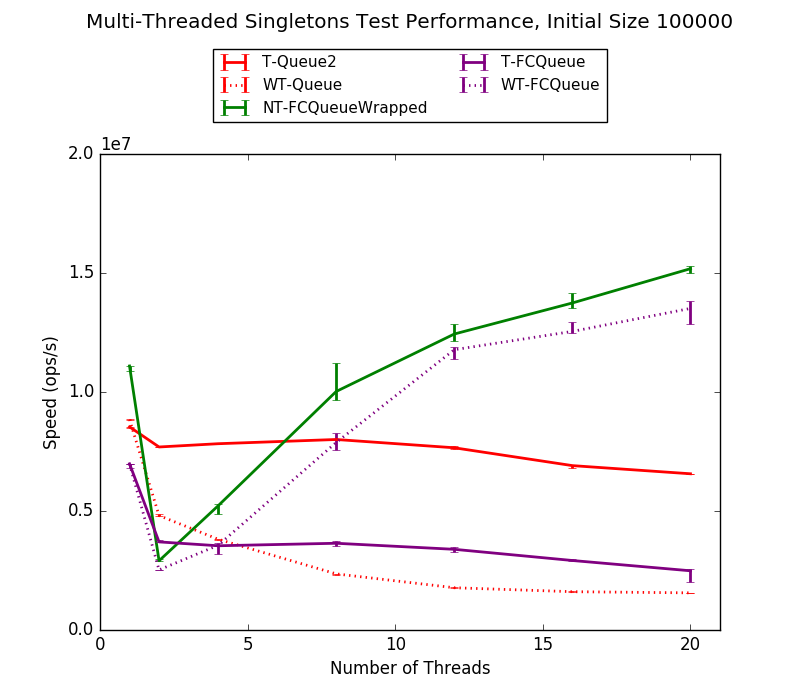 Multi-Threaded Singletons Test Performance, Initial Size 100000
T-Queue2
WT-Queue
NT-FCQueueWrapped
T-FCQueue
WT-FCQueue
1e7
2.0
1.5
1.0
0.5
0.0
Speed (ops/s)
0 5 10 15 20
Number of Threads